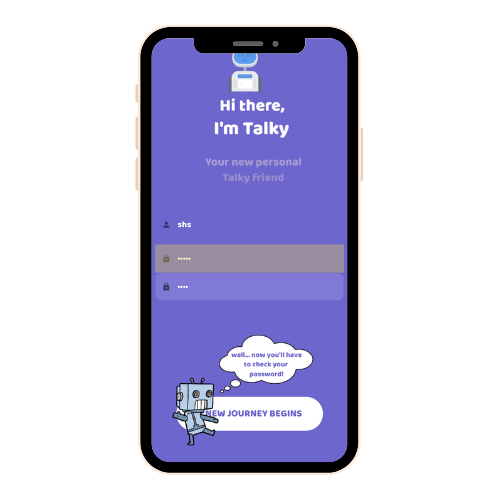 Hi there,
I'm Talky
Your new personal
Talky friend
shs
•••••
••••
well... now you'll have
to check your
password!
NEW JOURNEY BEGINS